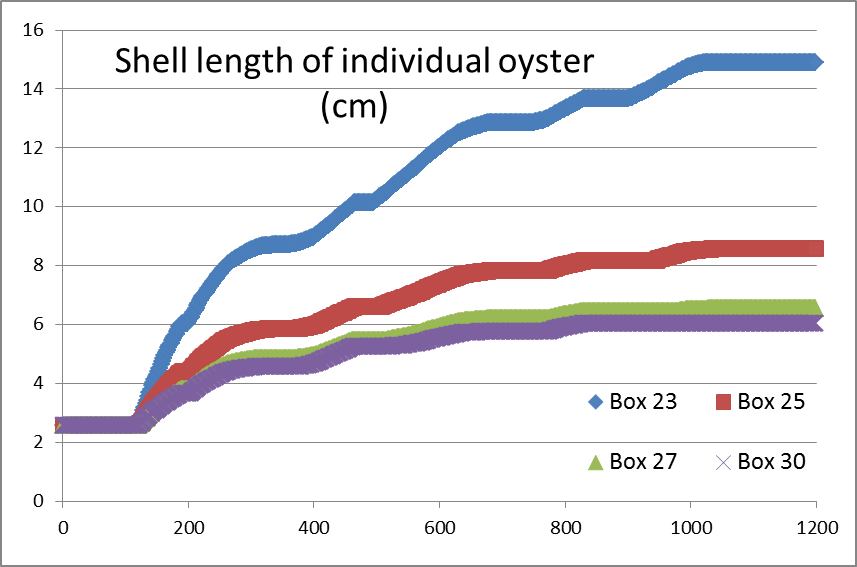 Shell length of individual oyster
(cm)
16
14
12
10
8
6
4
2
0
0 200 400 600 800 1000 1200
Box 23 Box 25
Box 27 Box 30